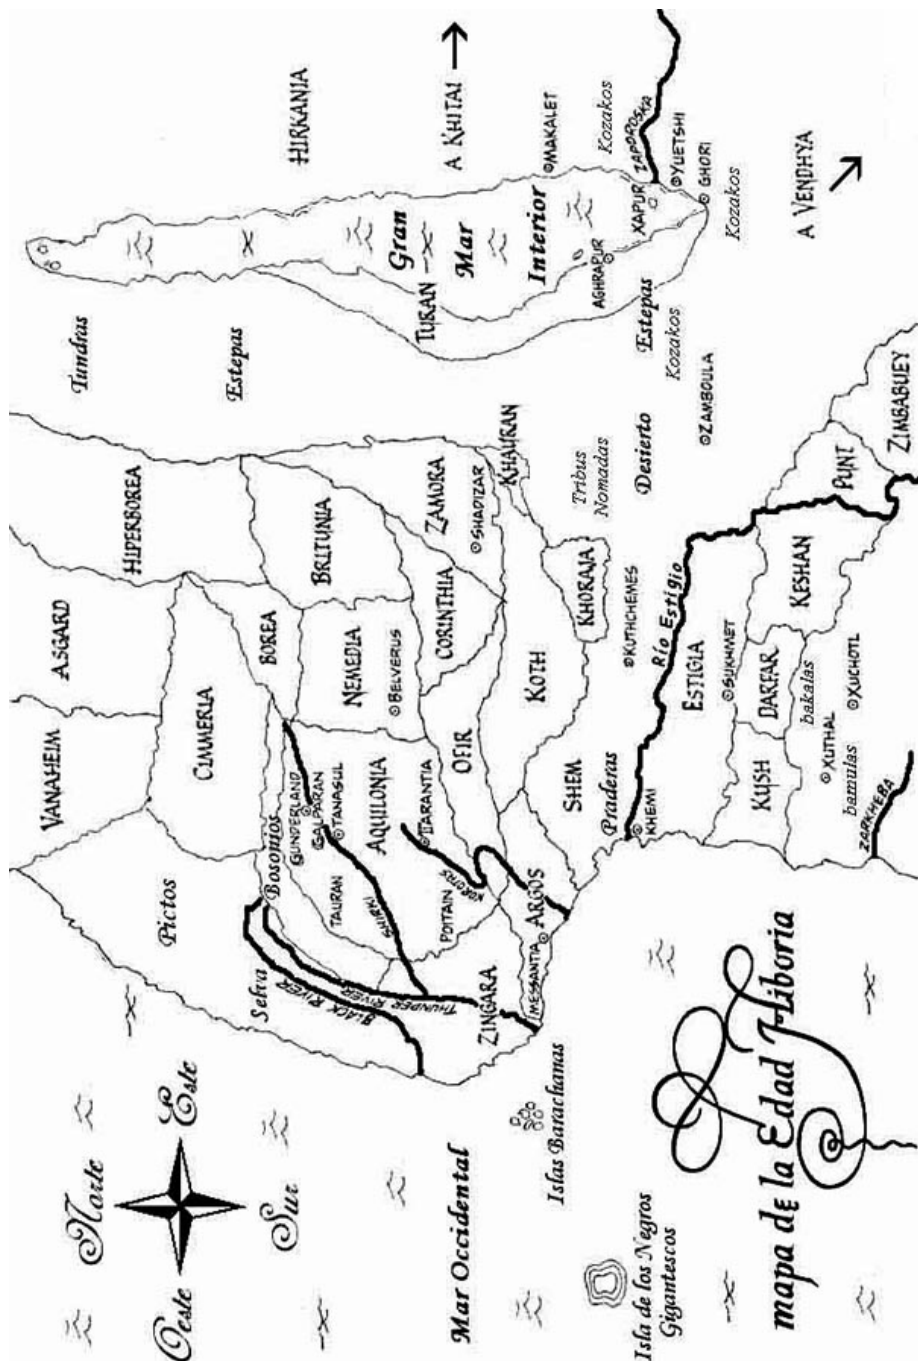 Norte
Oeste
Este
Sur
VANAHEIM
ASGARD
Tundras
HIPERBOREA
Pictos
CIMMERIA
Estepas
HIRKANIA
Selva
Bosonios
BOREA
BRITUNIA
BLACK RIVER
THUNDER RIVER
GUNDERLAND
GALPARAN
TANASUL
TAURAN
SHIRKI
AQUILONIA
NEMEDIA
BELVERUS
TARANTIA
POITAIN
KOROTAS
CORINTHIA
ZAMORA
SHADIZAR
TURAN
Gran
Mar
Interior
A KHITAI
Mar Occidental
ZINGARA
OFIR
KOTH
KHAURAN
MESSANTIA
ARGOS
MAKALET
Islas Barachanas
SHEM
KHORAJA
Tribus
Nomadas
AGHRAPUR
XAPUR
Kozakos
ZAPOROSKA
Praderas
KUTHCHEMES
Desierto
Estepas
Kozakos
YUETSHI
GHORI
Isla de los Negros
Gigantescos
KHEMI
Río Estigio
ESTIGIA
ZAMBOULA
Kozakos
SUKHMET
KUSH
DARFAR
KESHAN
PUNT
A VENDHYA
mapa de la Edad Hiboria
bakalas
XUTHAL
bamulas
XUCHOTL
ZARKHEBA
ZIMBABUEY